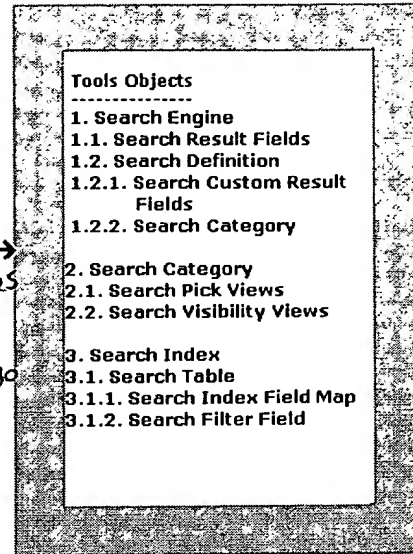 Tools Objects
--------------
1. Search Engine
1.1. Search Result Fields
1.2. Search Definition
1.2.1. Search Custom Result
Fields
1.2.2. Search Category
2. Search Category
2.1. Search Pick Views
2.2. Search Visibility Views
3. Search Index
3.1. Search Table
3.1.1. Search Index Field Map
3.1.2. Search Filter Field